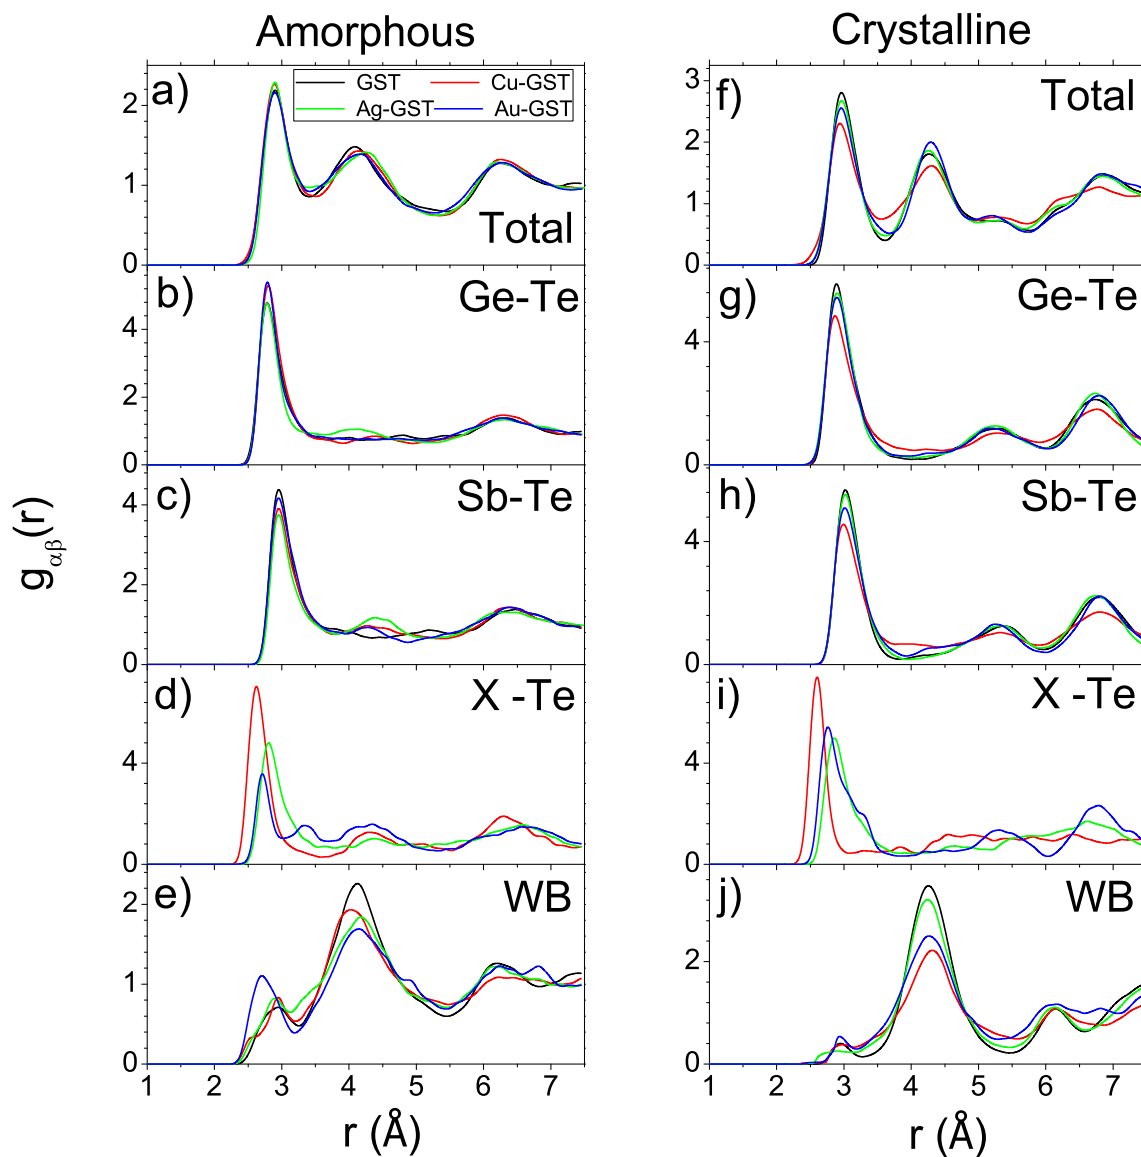 Amorphous
Crystalline
a)
GST
Cu-GST
Ag-GST
Au-GST
Total
2
1
0
b)
Ge-Te
4
2
0
c)
Sb-Te
4
2
0
d)
X -Te
4
0
e)
WB
2
1
0
1 2 3 4 5 6 7
r (Å)
gαβ(r)
f)
Total
3
2
1
0
g)
Ge-Te
4
0
h)
Sb-Te
4
0
i)
X -Te
4
0
j)
WB
2
0
1 2 3 4 5 6 7
r (Å)